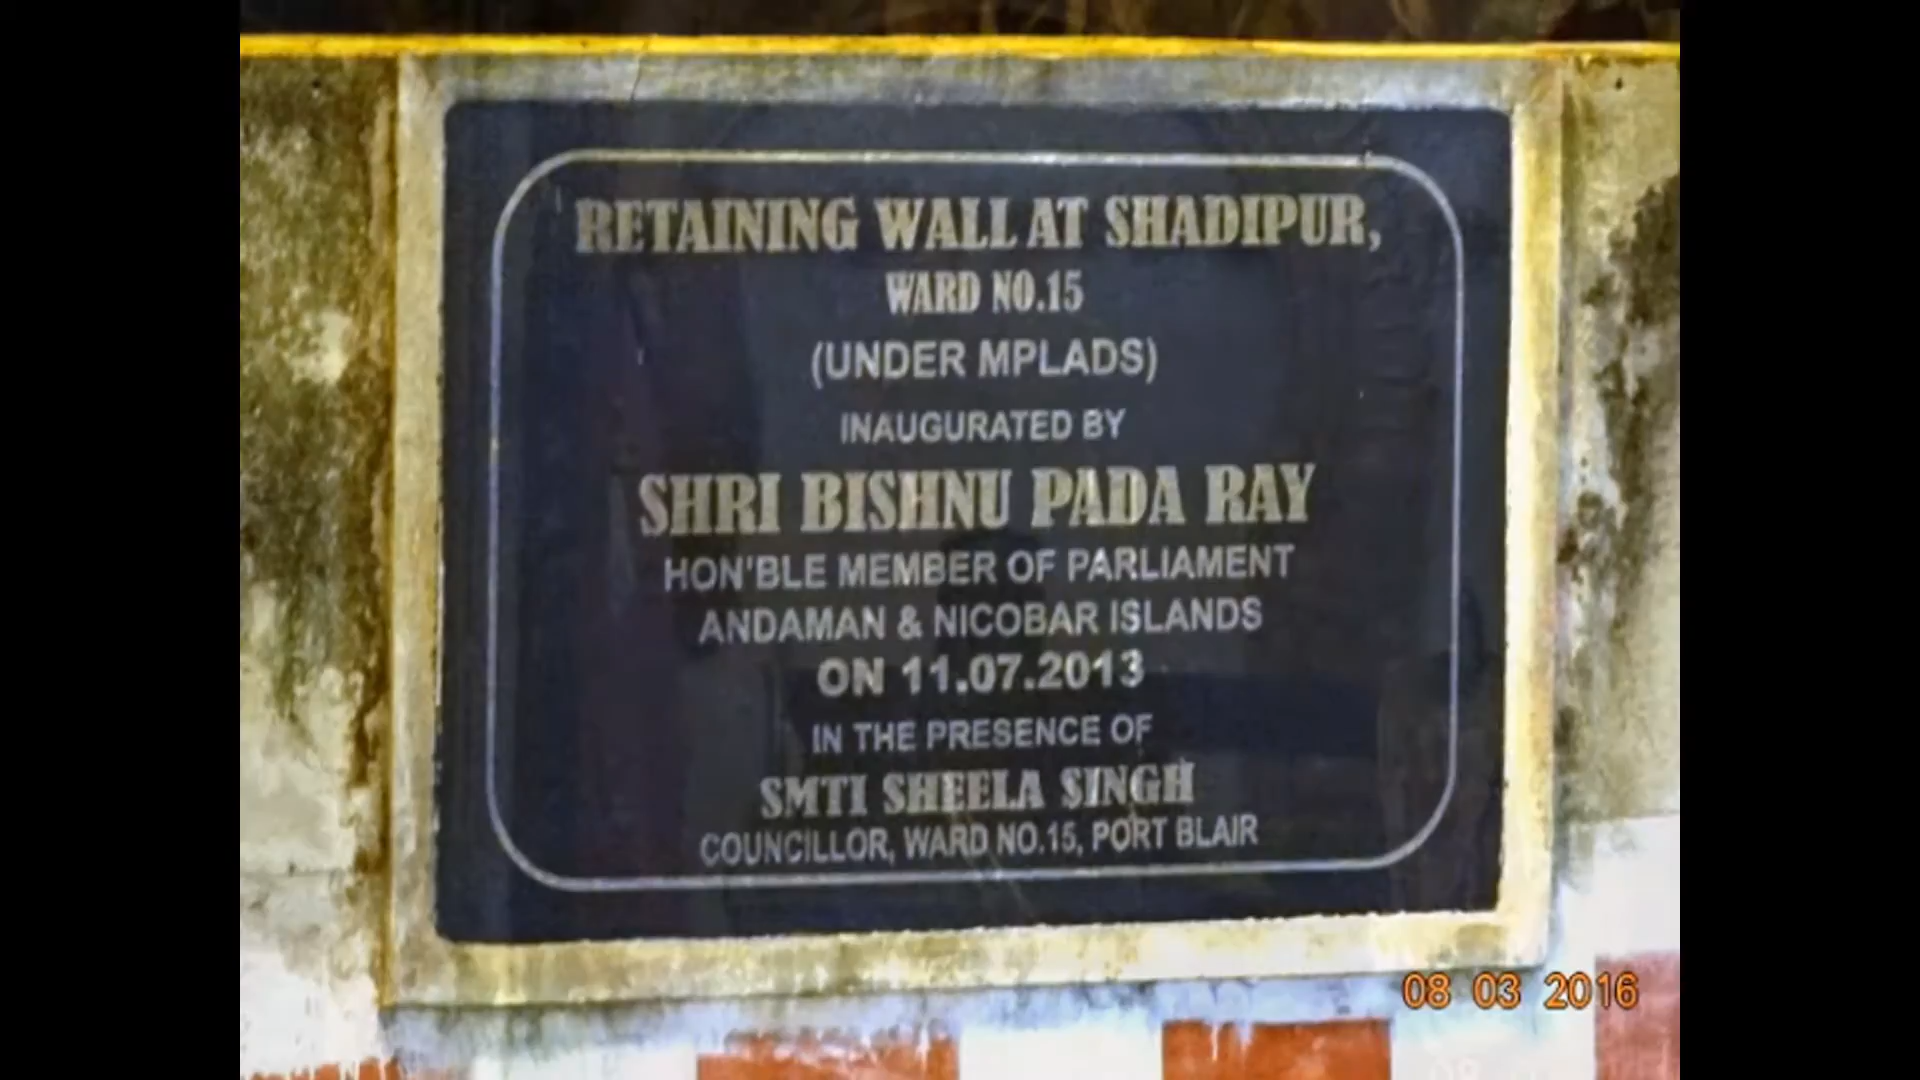 RETAINING WALL AT SHADIPUR,
WARD NO.15
(UNDER MPLADS)
INAUGURATED BY
SHRI BISHNU PADA RAY
HON'BLE MEMBER OF PARLIAMENT
ANDAMAN & NICOBAR ISLANDS
ON 11.07.2013
IN THE PRESENCE OF
SMTI SHEELA SINGH
COUNCILLOR, WARD NO.15, PORT BLAIR
08 03 2016